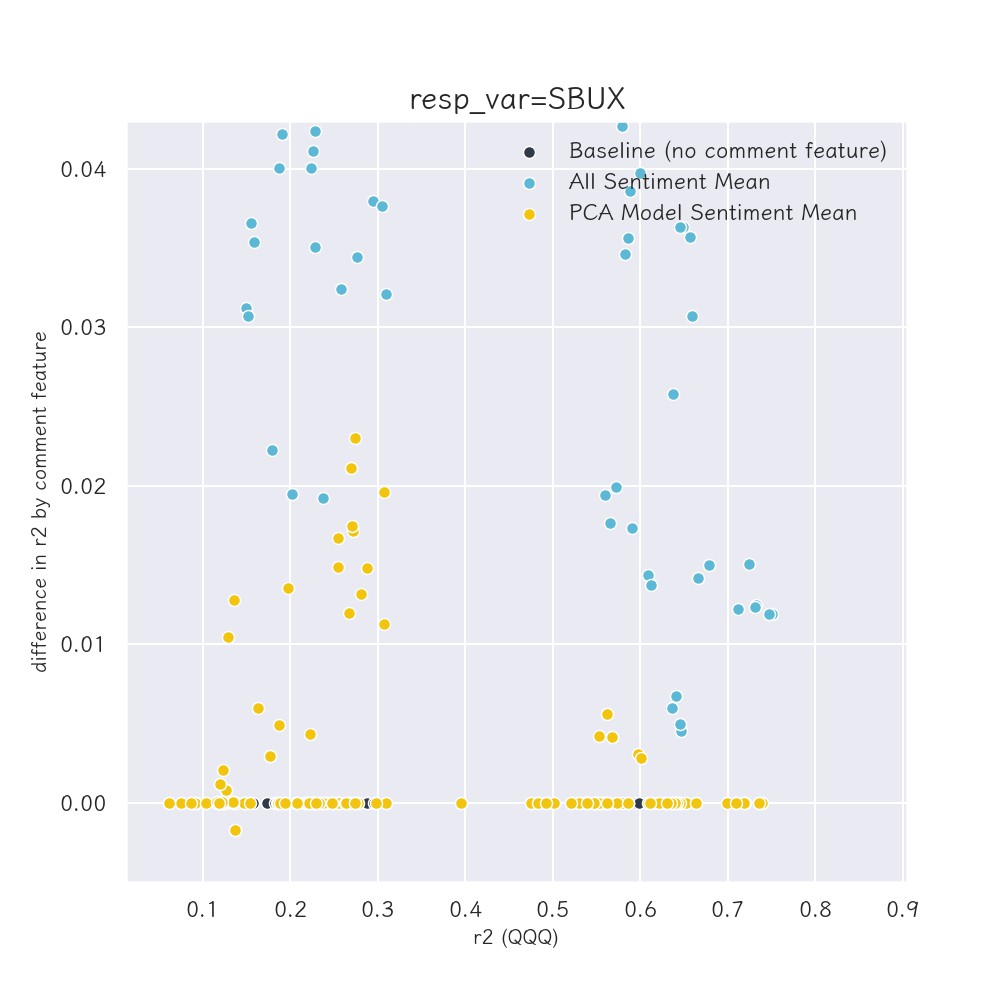 resp_var=SBUX
Baseline (no comment feature)
All Sentiment Mean
PCA Model Sentiment Mean
difference in r2 by comment feature
0.04
0.03
0.02
0.01
0.00
0.1 0.2 0.3 0.4 0.5 0.6 0.7 0.8 0.9
r2 (QQQ)